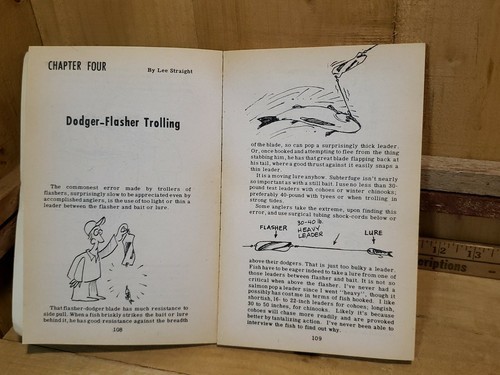 CHAPTER FOUR
By Lee Straight
Dodger-Flasher Trolling
The commonest error made by trollers of
flashers, surprisingly slow to be appreciated even by
accomplished anglers, is the use of too light or thin a
leader between the flasher and bait or lure.
That flasher-dodger blade has much resistance to
side pull. When a fish briskly strikes the bait or lure
behind it, he has good resistance against the breadth
108
of the blade, so can pop a surprisingly thick leader.
Or, once hooked and attempting to flee from the thing
stabbing him, he has that great blade flapping back at
his tail, where a good thrust against it easily snaps a
thin leader.
It is a moving lure anyhow. Subterfuge isn't nearly
so important as with a still bait. I use no less than 30-
pound test leaders with cohoes or winter chinooks;
preferably 40-pound with tyees or when trolling in
strong tides.
Some anglers take the extreme, upon finding this
error, and use surgical tubing shock-cords below or
FLASHER
30-40 lb.
HEAVY
LEADER
LURE
above their dodgers. That is just too bulky a leader.
Fish have to be eager indeed to take a lure from one of
those leaders between flasher and bait. It is not so
critical when above the flasher. I've never had a
salmon pop a leader since I went "heavy", though it
possibly has cost me in terms of fish hooked. I like
shortish, 16- to 22-inch leaders for cohoes; longish,
30 to 50 inches, for chinooks. Likely it's because
cohoes will chase more readily and are provoked
better by tantalizing action. I've never been able to
interview the fish to find out why.
109
12
13